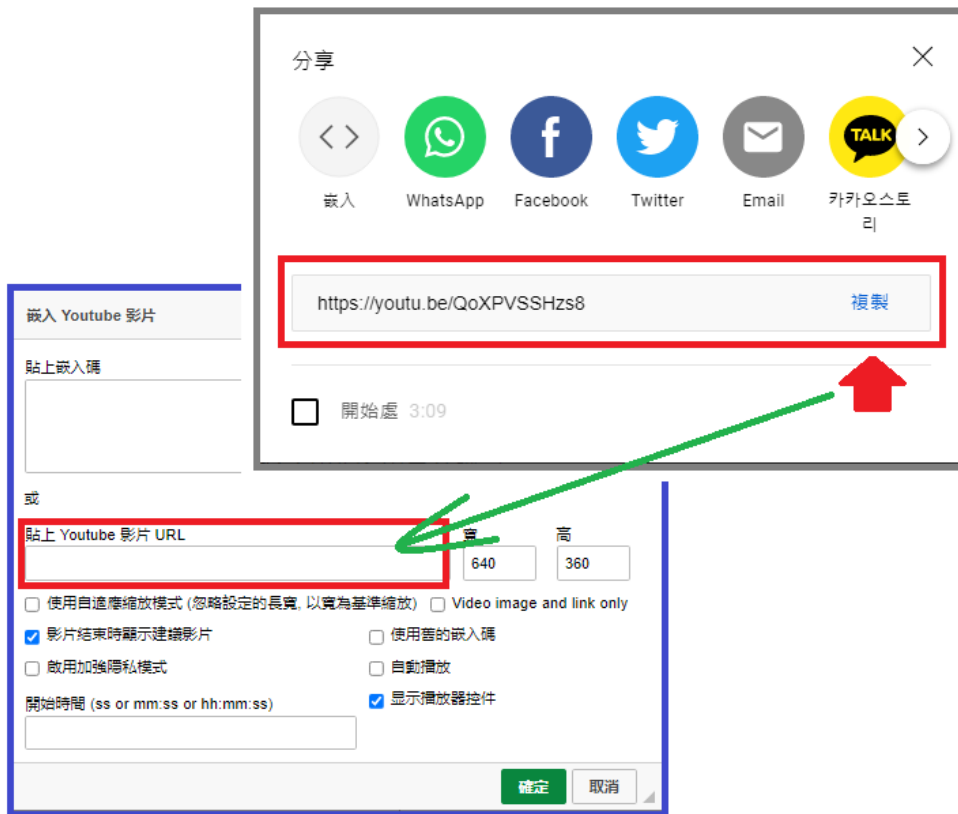 分享
嵌入
WhatsApp
Facebook
Twitter
Email
TALK
카카오스토
리
https://youtu.be/QoXPVSSHzs8 複製
開始處 3:09
嵌入 Youtube 影片
貼上嵌入碼
或
貼上 Youtube 影片 URL 寬 高
640 360
使用自適應縮放模式 (忽略設定的長寬, 以寬為基準縮放) Video image and link only
影片結束時顯示建議影片 使用舊的嵌入碼
啟用加強隱私模式 自動播放
開始時間 (ss or mm:ss or hh:mm:ss) 显示播放器控件
確定 取消